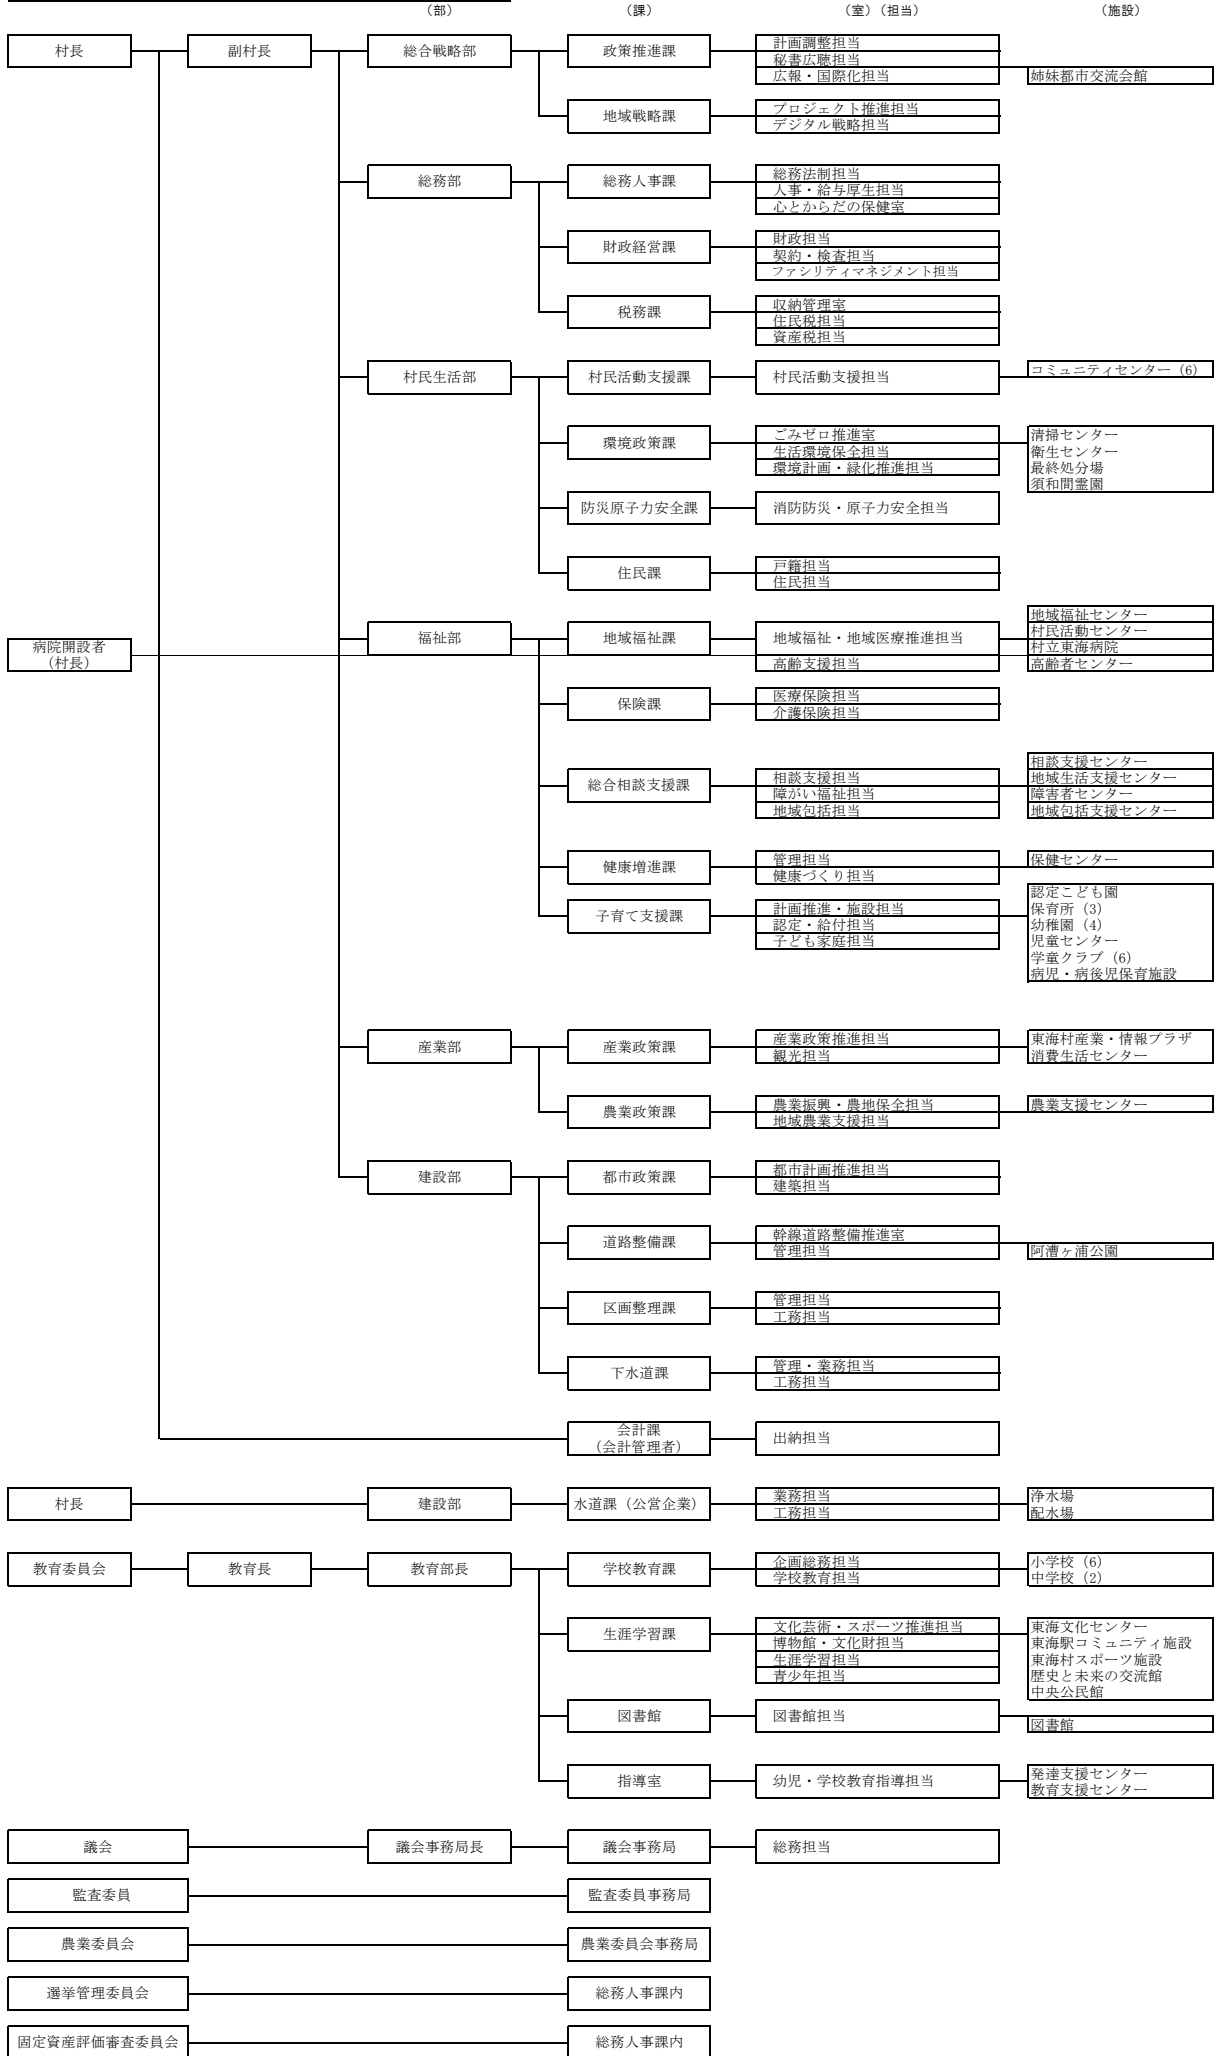 （部）
（課）
（室）（担当）
（施設）
村長
副村長
総合戦略部
政策推進課
計画調整担当
秘書広聴担当
広報・国際化担当
姉妹都市交流会館
地域戦略課
プロジェクト推進担当
デジタル戦略担当
総務部
総務人事課
総務法制担当
人事・給与厚生担当
心とからだの保健室
財政経営課
財政担当
契約・検査担当
ファシリティマネジメント担当
税務課
収納管理室
住民税担当
資産税担当
村民生活部
村民活動支援課
村民活動支援担当
コミュニティセンター（6）
環境政策課
ごみゼロ推進室
生活環境保全担当
環境計画・緑化推進担当
清掃センター
衛生センター
最終処分場
須和間霊園
防災原子力安全課
消防防災・原子力安全担当
住民課
戸籍担当
住民担当
病院開設者
（村長）
福祉部
地域福祉課
地域福祉・地域医療推進担当
高齢支援担当
地域福祉センター
村民活動センター
村立東海病院
高齢者センター
保険課
医療保険担当
介護保険担当
総合相談支援課
相談支援担当
障がい福祉担当
地域包括担当
相談支援センター
地域生活支援センター
障害者センター
地域包括支援センター
健康増進課
管理担当
健康づくり担当
保健センター
子育て支援課
計画推進・施設担当
認定・給付担当
子ども家庭担当
認定こども園
保育所（3）
幼稚園（4）
児童センター
学童クラブ（6）
病児・病後児保育施設
産業部
産業政策課
産業政策推進担当
観光担当
東海村産業・情報プラザ
消費生活センター
農業政策課
農業振興・農地保全担当
地域農業支援担当
農業支援センター
建設部
都市政策課
都市計画推進担当
建築担当
道路整備課
幹線道路整備推進室
管理担当
阿漕ヶ浦公園
区画整理課
管理担当
工務担当
下水道課
管理・業務担当
工務担当
会計課
（会計管理者）
出納担当
村長
建設部
水道課（公営企業）
業務担当
工務担当
浄水場
配水場
教育委員会
教育長
教育部長
学校教育課
企画総務担当
学校教育担当
小学校（6）
中学校（2）
生涯学習課
文化芸術・スポーツ推進担当
博物館・文化財担当
生涯学習担当
青少年担当
東海文化センター
東海駅コミュニティ施設
東海村スポーツ施設
歴史と未来の交流館
中央公民館
図書館
図書館担当
図書館
指導室
幼児・学校教育指導担当
発達支援センター
教育支援センター
議会
議会事務局長
議会事務局
総務担当
監査委員
監査委員事務局
農業委員会
農業委員会事務局
選挙管理委員会
総務人事課内
固定資産評価審査委員会
総務人事課内